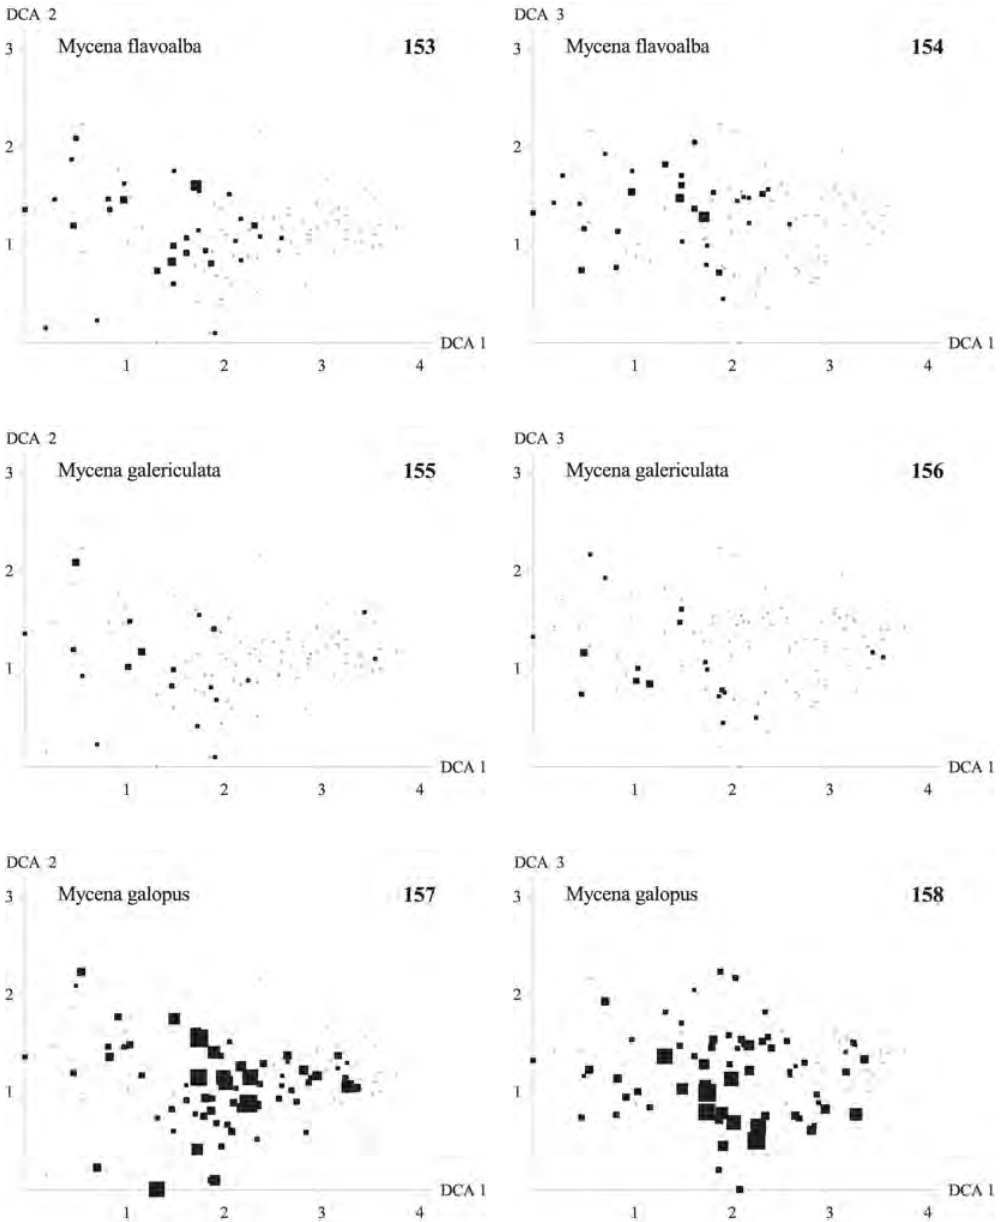 DCA 2
3
Mycena flavoalba
153
2
1
DCA 1
1 2 3 4
DCA 3
3
Mycena flavoalba
154
2
1
DCA 1
1 2 3 4
DCA 2
3
Mycena galericulata
155
2
1
DCA 1
1 2 3 4
DCA 3
3
Mycena galericulata
156
2
1
DCA 1
1 2 3 4
DCA 2
3
Mycena galopus
157
2
1
DCA 1
1 2 3 4
DCA 3
3
Mycena galopus
158
2
1
DCA 1
1 2 3 4